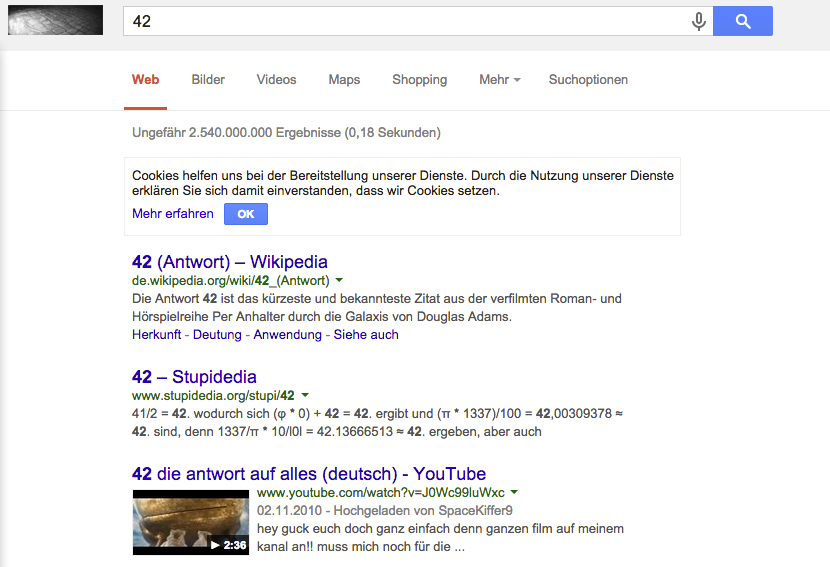 42
Web Bilder Videos Maps Shopping Mehr Suchoptionen
Ungefähr 2.540.000.000 Ergebnisse (0,18 Sekunden)
Cookies helfen uns bei der Bereitstellung unserer Dienste. Durch die Nutzung unserer Dienste
erklären Sie sich damit einverstanden, dass wir Cookies setzen.
Mehr erfahren OK
42 (Antwort) – Wikipedia
de.wikipedia.org/wiki/42_(Antwort)
Die Antwort 42 ist das kürzeste und bekannteste Zitat aus der verfilmten Roman- und
Hörspielreihe Per Anhalter durch die Galaxis von Douglas Adams.
Herkunft - Deutung - Anwendung - Siehe auch
42 – Stupidedia
www.stupidedia.org/stupi/42
41/2 = 42. wodurch sich (φ * 0) + 42 = 42. ergibt und (π * 1337)/100 = 42,00309378 ≈
42. sind, denn 1337/π * 10/l0l = 42.13666513 ≈ 42. ergeben, aber auch
42 die antwort auf alles (deutsch) - YouTube
www.youtube.com/watch?v=J0Wc99luWxc
02.11.2010 - Hochgeladen von SpaceKiffer9
hey guck euch doch ganz einfach denn ganzen film auf meinem
2:36
kanal an!! muss mich noch für die ...